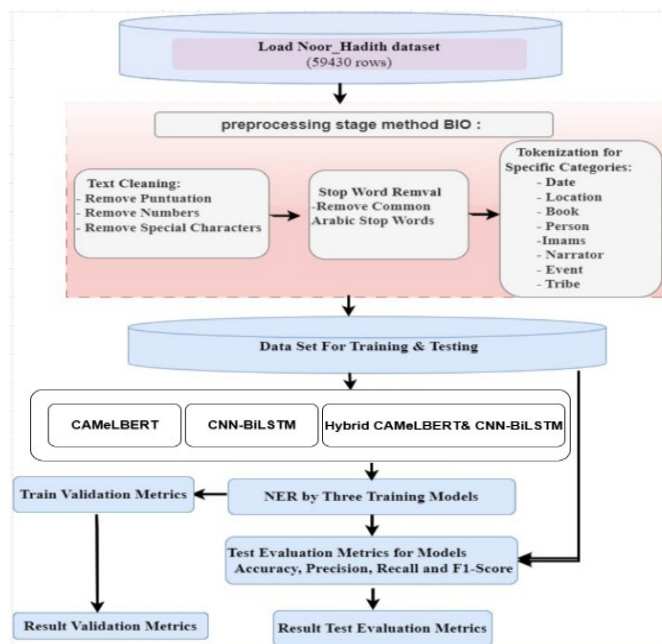 Load Noor_Hadith dataset
(59430 rows)
preprocessing stage method BIO :
Text Cleaning:
- Remove Puntuation
- Remove Numbers
- Remove Special Characters
Stop Word Remval
-Remove Common
Arabic Stop Words
Tokenization for
Specific Categories:
- Date
- Location
- Book
- Person
-Imams
- Narrator
- Event
- Tribe
Data Set For Training & Testing
CAMeLBERT
CNN-BiLSTM
Hybrid CAMeLBERT& CNN-BiLSTM
Train Validation Metrics
NER by Three Training Models
Test Evaluation Metrics for Models
Accuracy, Precision, Recall and F1-Score
Result Validation Metrics
Result Test Evaluation Metrics